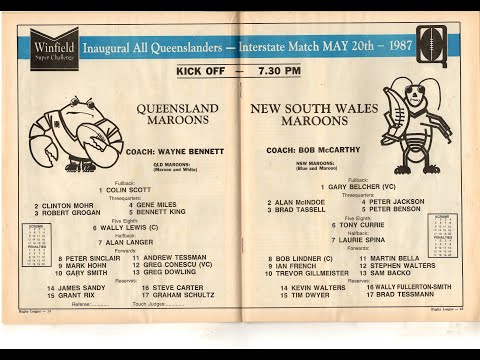 Winfield
Super Challenge
Inaugural All Queenslanders — Interstate Match MAY 20th — 1987
Q
KICK OFF — 7.30 PM
QUEENSLAND
MAROONS
COACH: WAYNE BENNETT
QLD MAROONS:
(Maroon and White)
Fullback:
1 COLIN SCOTT
Threequarters:
2 CLINTON MOHR 4 GENE MILES
3 ROBERT GROGAN 5 BENNETT KING
Five Eighth:
6 WALLY LEWIS (C)
Halfback:
7 ALAN LANGER
Forwards:
8 PETER SINCLAIR 11 ANDREW TESSMAN
9 MARK HOHN 12 GREG CONESCU (VC)
10 GARY SMITH 13 GREG DOWLING
Reserves:
14 JAMES SANDY 16 STEVE CARTER
15 GRANT RIX 17 GRAHAM SCHULTZ
Referee: Touch Judges:
Rugby League — 14
NEW SOUTH WALES
MAROONS
COACH: BOB McCARTHY
NSW MAROONS:
(Blue and Maroon)
Fullback:
1 GARY BELCHER (VC)
Threequarters:
2 ALAN McINDOE 4 PETER JACKSON
3 BRAD TASSELL 5 PETER BENSON
Five Eighth:
6 TONY CURRIE
Halfback:
7 LAURIE SPINA
Forwards:
8 BOB LINDNER (C) 11 MARTIN BELLA
9 IAN FRENCH 12 STEPHEN WALTERS
10 TREVOR GILLMEISTER 13 SAM BACKO
Reserves:
14 KEVIN WALTERS 16 WALLY FULLERTON-SMITH
15 TIM DWYER 17 BRAD TESSMANN